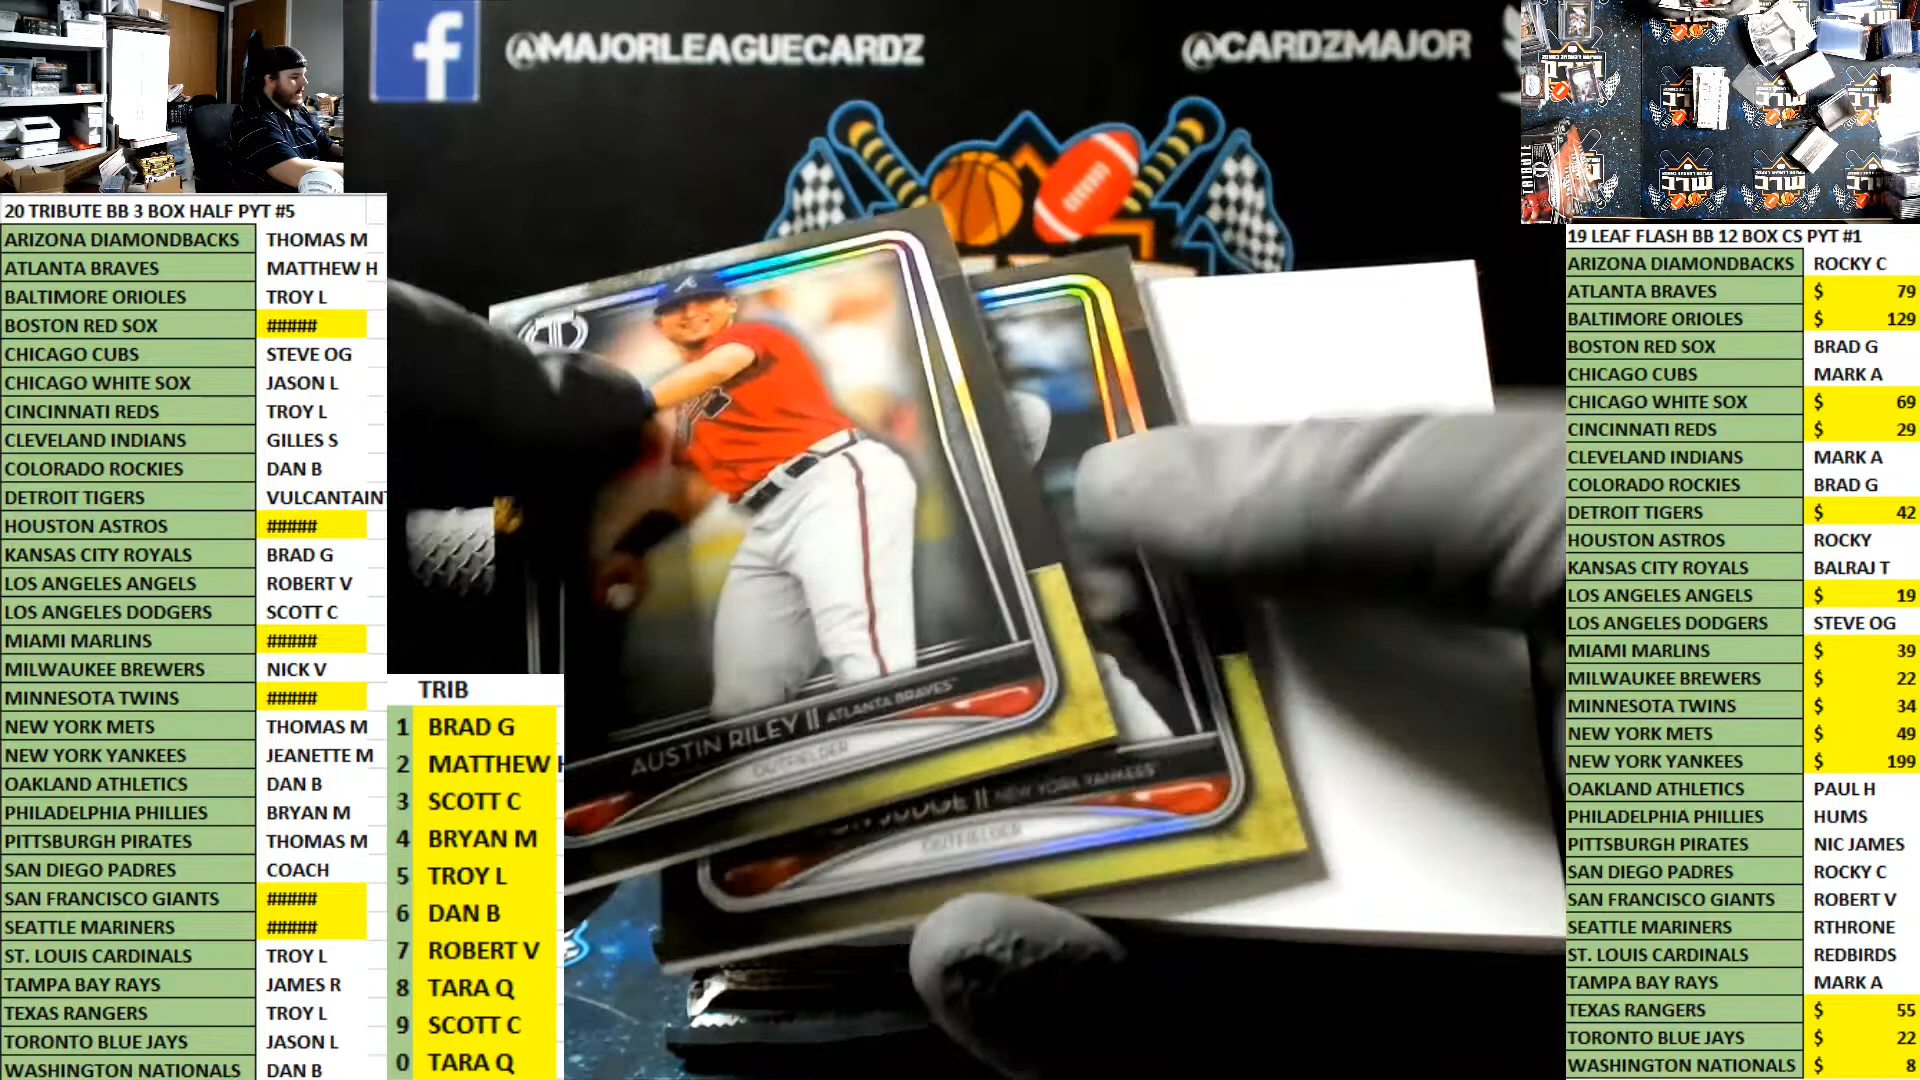 @MAJORLEAGUECARDZ
@CARDZMAJOR
20 TRIBUTE BB 3 BOX HALF PYT #5
ARIZONA DIAMONDBACKS THOMAS M
ATLANTA BRAVES MATTHEW H
BALTIMORE ORIOLES TROY L
BOSTON RED SOX #####
CHICAGO CUBS STEVE OG
CHICAGO WHITE SOX JASON L
CINCINNATI REDS TROY L
CLEVELAND INDIANS GILLES S
COLORADO ROCKIES DAN B
DETROIT TIGERS VULCANTAIN
HOUSTON ASTROS #####
KANSAS CITY ROYALS BRAD G
LOS ANGELES ANGELS ROBERT V
LOS ANGELES DODGERS SCOTT C
MIAMI MARLINS #####
MILWAUKEE BREWERS NICK V
MINNESOTA TWINS #####
NEW YORK METS THOMAS M
NEW YORK YANKEES JEANETTE M
OAKLAND ATHLETICS DAN B
PHILADELPHIA PHILLIES BRYAN M
PITTSBURGH PIRATES THOMAS M
SAN DIEGO PADRES COACH
SAN FRANCISCO GIANTS #####
SEATTLE MARINERS #####
ST. LOUIS CARDINALS TROY L
TAMPA BAY RAYS JAMES R
TEXAS RANGERS TROY L
TORONTO BLUE JAYS JASON L
WASHINGTON NATIONALS DAN B
TRIB
1 BRAD G
2 MATTHEW H
3 SCOTT C
4 BRYAN M
5 TROY L
6 DAN B
7 ROBERT V
8 TARA Q
9 SCOTT C
0 TARA Q
AUSTIN RILEY || ATLANTA BRAVES
OUTFIELDER
JUDGE || NEW YORK YANKEES
OUTFIELDER
19 LEAF FLASH BB 12 BOX CS PYT #1
ARIZONA DIAMONDBACKS ROCKY C
ATLANTA BRAVES $ 79
BALTIMORE ORIOLES $ 129
BOSTON RED SOX BRAD G
CHICAGO CUBS MARK A
CHICAGO WHITE SOX $ 69
CINCINNATI REDS $ 29
CLEVELAND INDIANS MARK A
COLORADO ROCKIES BRAD G
DETROIT TIGERS $ 42
HOUSTON ASTROS ROCKY
KANSAS CITY ROYALS BALRAJ T
LOS ANGELES ANGELS $ 19
LOS ANGELES DODGERS STEVE OG
MIAMI MARLINS $ 39
MILWAUKEE BREWERS $ 22
MINNESOTA TWINS $ 34
NEW YORK METS $ 49
NEW YORK YANKEES $ 199
OAKLAND ATHLETICS PAUL H
PHILADELPHIA PHILLIES HUMS
PITTSBURGH PIRATES NIC JAMES
SAN DIEGO PADRES ROCKY C
SAN FRANCISCO GIANTS ROBERT V
SEATTLE MARINERS RTHRONE
ST. LOUIS CARDINALS REDBIRDS
TAMPA BAY RAYS MARK A
TEXAS RANGERS $ 55
TORONTO BLUE JAYS $ 22
WASHINGTON NATIONALS $ 8